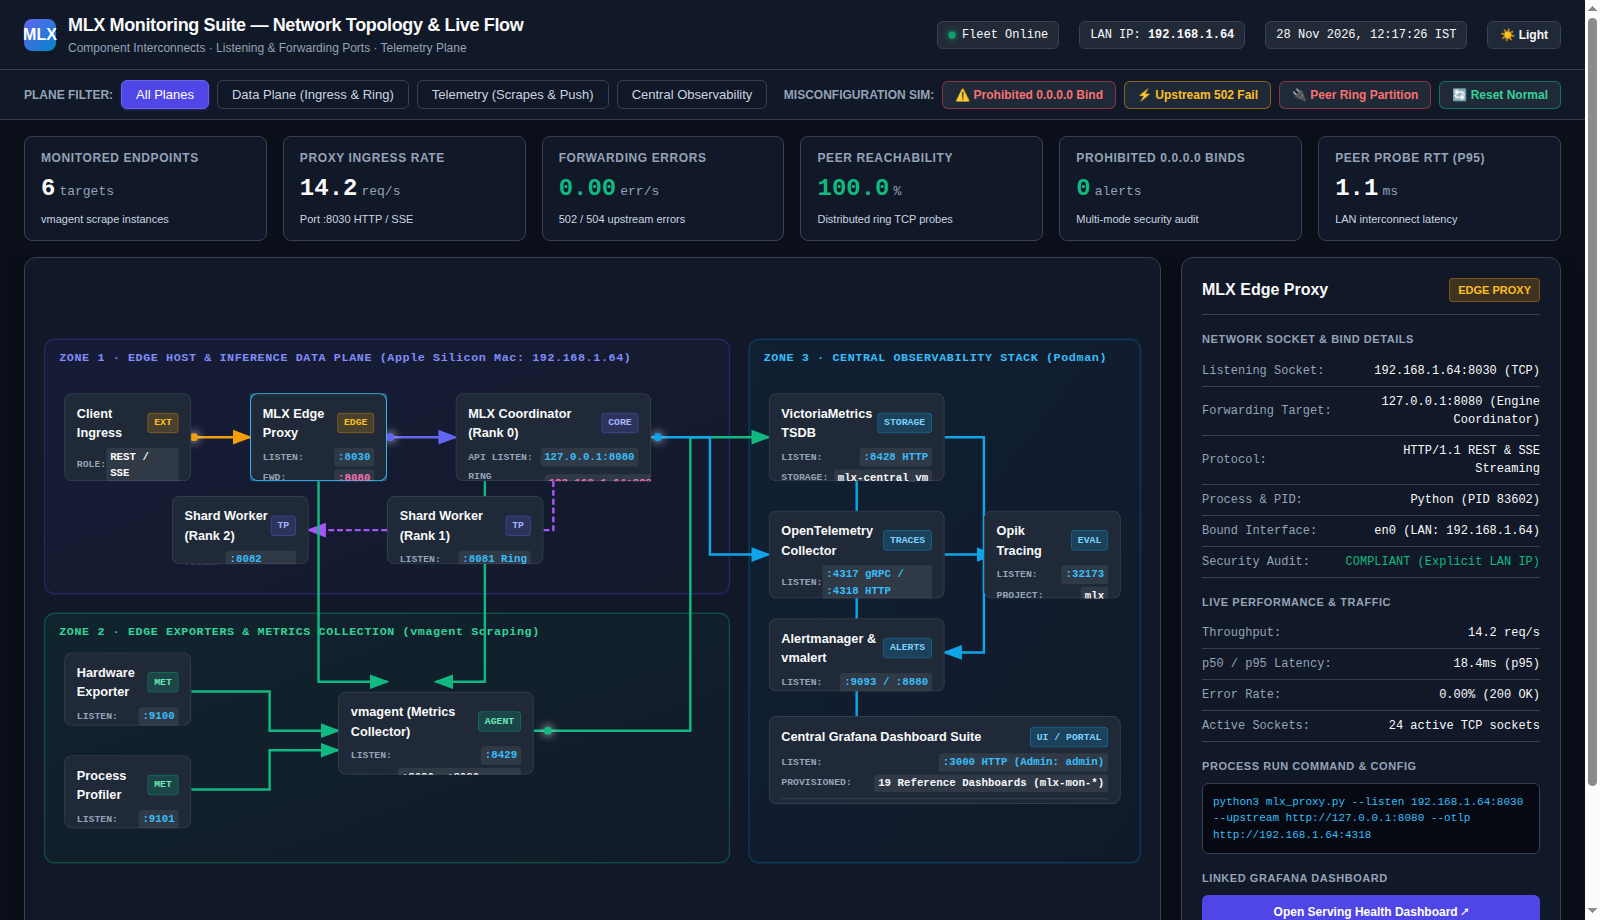 MLX
MLX Monitoring Suite — Network Topology & Live Flow
Component Interconnects · Listening & Forwarding Ports · Telemetry Plane
Fleet Online
LAN IP: 192.168.1.64
28 Nov 2026, 12:17:26 IST
☀️ Light
PLANE FILTER:
All Planes
Data Plane (Ingress & Ring)
Telemetry (Scrapes & Push)
Central Observability
MISCONFIGURATION SIM:
⚠️ Prohibited 0.0.0.0 Bind
⚡ Upstream 502 Fail
🔌 Peer Ring Partition
🔄 Reset Normal
MONITORED ENDPOINTS
6 targets
vmagent scrape instances
PROXY INGRESS RATE
14.2 req/s
Port :8030 HTTP / SSE
FORWARDING ERRORS
0.00 err/s
502 / 504 upstream errors
PEER REACHABILITY
100.0 %
Distributed ring TCP probes
PROHIBITED 0.0.0.0 BINDS
0 alerts
Multi-mode security audit
PEER PROBE RTT (P95)
1.1 ms
LAN interconnect latency
ZONE 1 · EDGE HOST & INFERENCE DATA PLANE (Apple Silicon Mac: 192.168.1.64)
Client
Ingress
EXT
ROLE:
REST /
SSE
MLX Edge
Proxy
EDGE
LISTEN: :8030
FWD: :8080
MLX Coordinator
(Rank 0)
CORE
API LISTEN: 127.0.0.1:8080
RING
Shard Worker
(Rank 2)
TP
:8082
Shard Worker
(Rank 1)
TP
LISTEN: :8081 Ring
ZONE 2 · EDGE EXPORTERS & METRICS COLLECTION (vmagent Scraping)
Hardware
Exporter
MET
LISTEN: :9100
Process
Profiler
MET
LISTEN: :9101
vmagent (Metrics
Collector)
AGENT
LISTEN: :8429
ZONE 3 · CENTRAL OBSERVABILITY STACK (Podman)
VictoriaMetrics
TSDB
STORAGE
LISTEN: :8428 HTTP
STORAGE: mlx-central_vm
OpenTelemetry
Collector
TRACES
LISTEN:
:4317 gRPC /
:4318 HTTP
Opik
Tracing
EVAL
LISTEN: :32173
PROJECT: mlx
Alertmanager &
vmalert
ALERTS
LISTEN: :9093 / :8880
Central Grafana Dashboard Suite
UI / PORTAL
LISTEN: :3000 HTTP (Admin: admin)
PROVISIONED: 19 Reference Dashboards (mlx-mon-*)
MLX Edge Proxy
EDGE PROXY
NETWORK SOCKET & BIND DETAILS
Listening Socket: 192.168.1.64:8030 (TCP)
Forwarding Target: 127.0.0.1:8080 (Engine
Coordinator)
Protocol: HTTP/1.1 REST & SSE
Streaming
Process & PID: Python (PID 83602)
Bound Interface: en0 (LAN: 192.168.1.64)
Security Audit: COMPLIANT (Explicit LAN IP)
LIVE PERFORMANCE & TRAFFIC
Throughput: 14.2 req/s
p50 / p95 Latency: 18.4ms (p95)
Error Rate: 0.00% (200 OK)
Active Sockets: 24 active TCP sockets
PROCESS RUN COMMAND & CONFIG
python3 mlx_proxy.py --listen 192.168.1.64:8030
--upstream http://127.0.0.1:8080 --otlp
http://192.168.1.64:4318
LINKED GRAFANA DASHBOARD
Open Serving Health Dashboard ↗